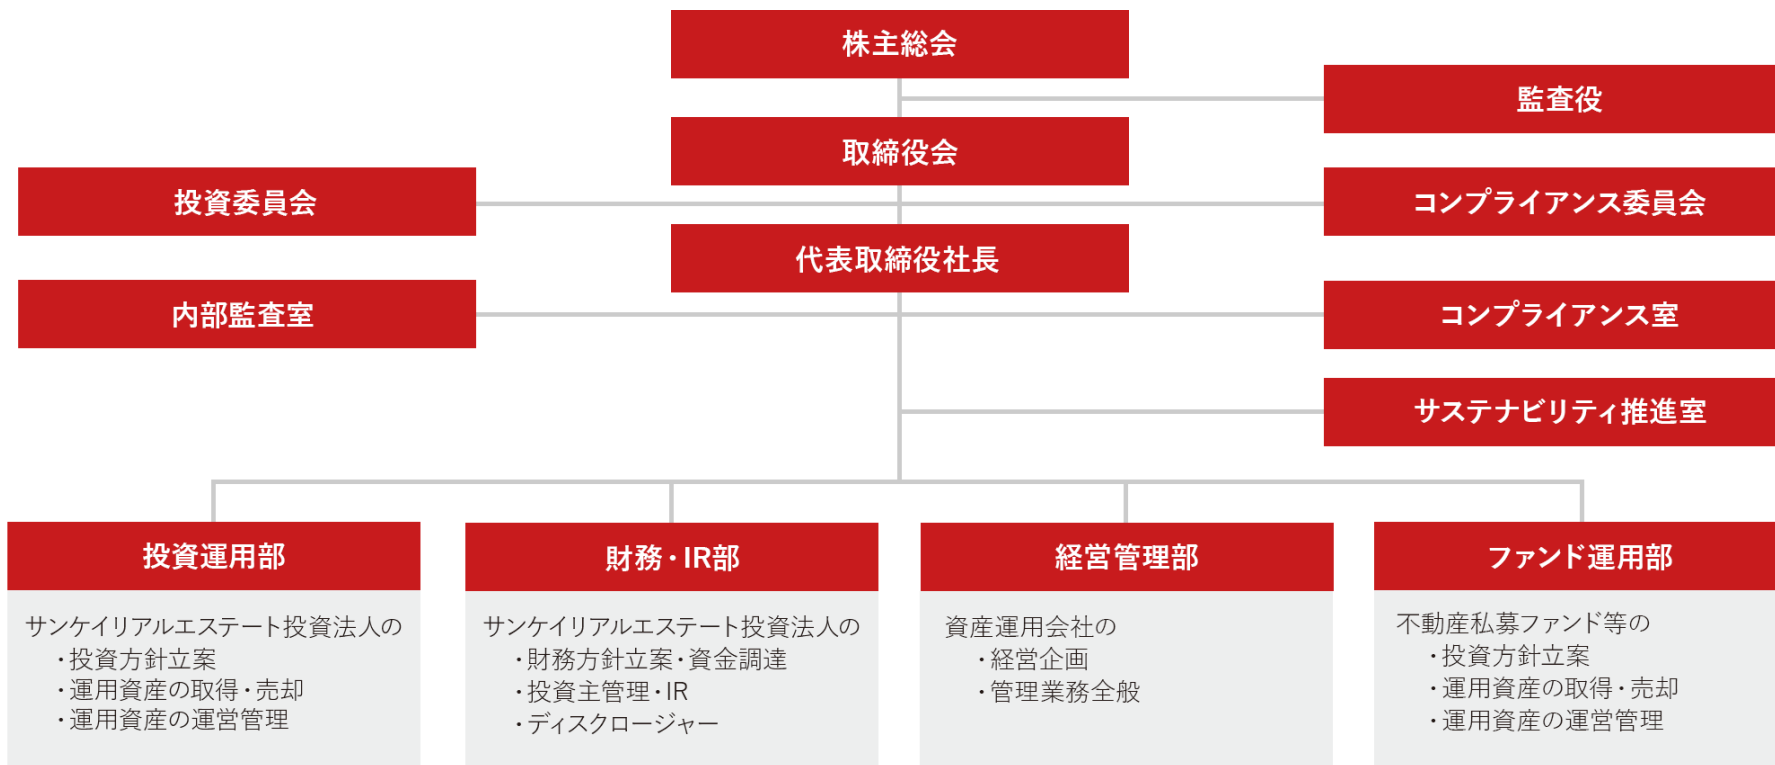 株主総会
監査役
取締役会
投資委員会
コンプライアンス委員会
代表取締役社長
内部監査室
コンプライアンス室
サステナビリティ推進室
投資運用部
サンケイリアルエステート投資法人の
・投資方針立案
・運用資産の取得・売却
・運用資産の運営管理
財務・IR部
サンケイリアルエステート投資法人の
・財務方針立案・資金調達
・投資主管理・IR
・ディスクロージャー
経営管理部
資産運用会社の
・経営企画
・管理業務全般
ファンド運用部
不動産私募ファンド等の
・投資方針立案
・運用資産の取得・売却
・運用資産の運営管理